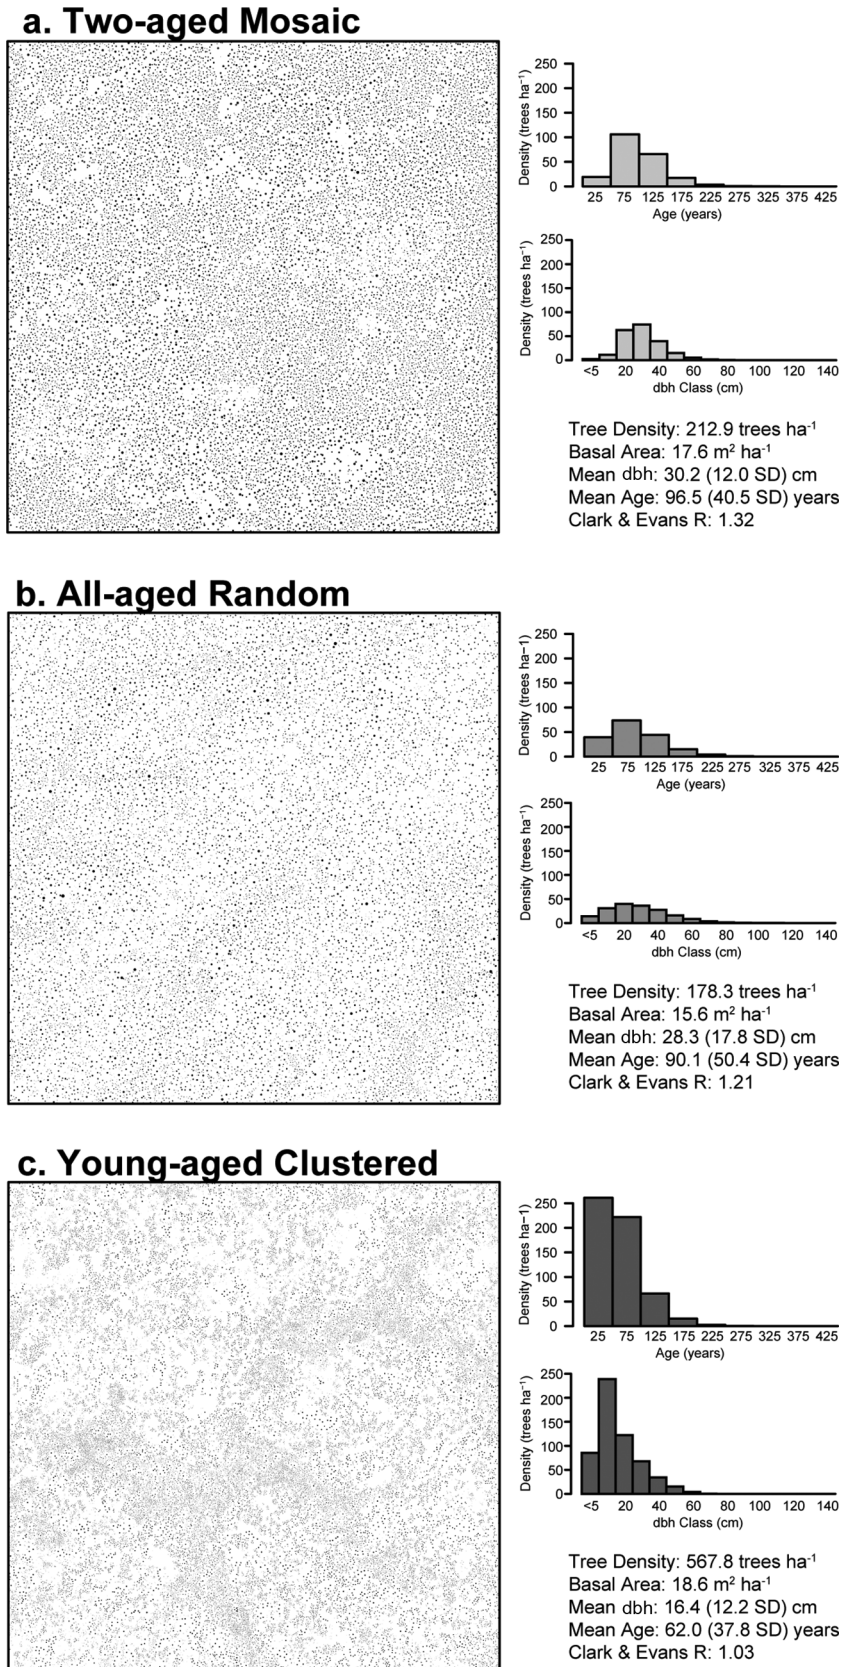 a. Two-aged Mosaic
Density (trees ha⁻¹)
250
200
150
100
50
0
25 75 125 175 225 275 325 375 425
Age (years)
Density (trees ha⁻¹)
250
200
150
100
50
0
<5 20 40 60 80 100 120 140
dbh Class (cm)
Tree Density: 212.9 trees ha⁻¹
Basal Area: 17.6 m² ha⁻¹
Mean dbh: 30.2 (12.0 SD) cm
Mean Age: 96.5 (40.5 SD) years
Clark & Evans R: 1.32
b. All-aged Random
Density (trees ha−1)
250
200
150
100
50
0
25 75 125 175 225 275 325 375 425
Age (years)
Density (trees ha⁻¹)
250
200
150
100
50
0
<5 20 40 60 80 100 120 140
dbh Class (cm)
Tree Density: 178.3 trees ha⁻¹
Basal Area: 15.6 m² ha⁻¹
Mean dbh: 28.3 (17.8 SD) cm
Mean Age: 90.1 (50.4 SD) years
Clark & Evans R: 1.21
c. Young-aged Clustered
Density (trees ha−1)
250
200
150
100
50
0
25 75 125 175 225 275 325 375 425
Age (years)
Density (trees ha⁻¹)
250
200
150
100
50
0
<5 20 40 60 80 100 120 140
dbh Class (cm)
Tree Density: 567.8 trees ha⁻¹
Basal Area: 18.6 m² ha⁻¹
Mean dbh: 16.4 (12.2 SD) cm
Mean Age: 62.0 (37.8 SD) years
Clark & Evans R: 1.03